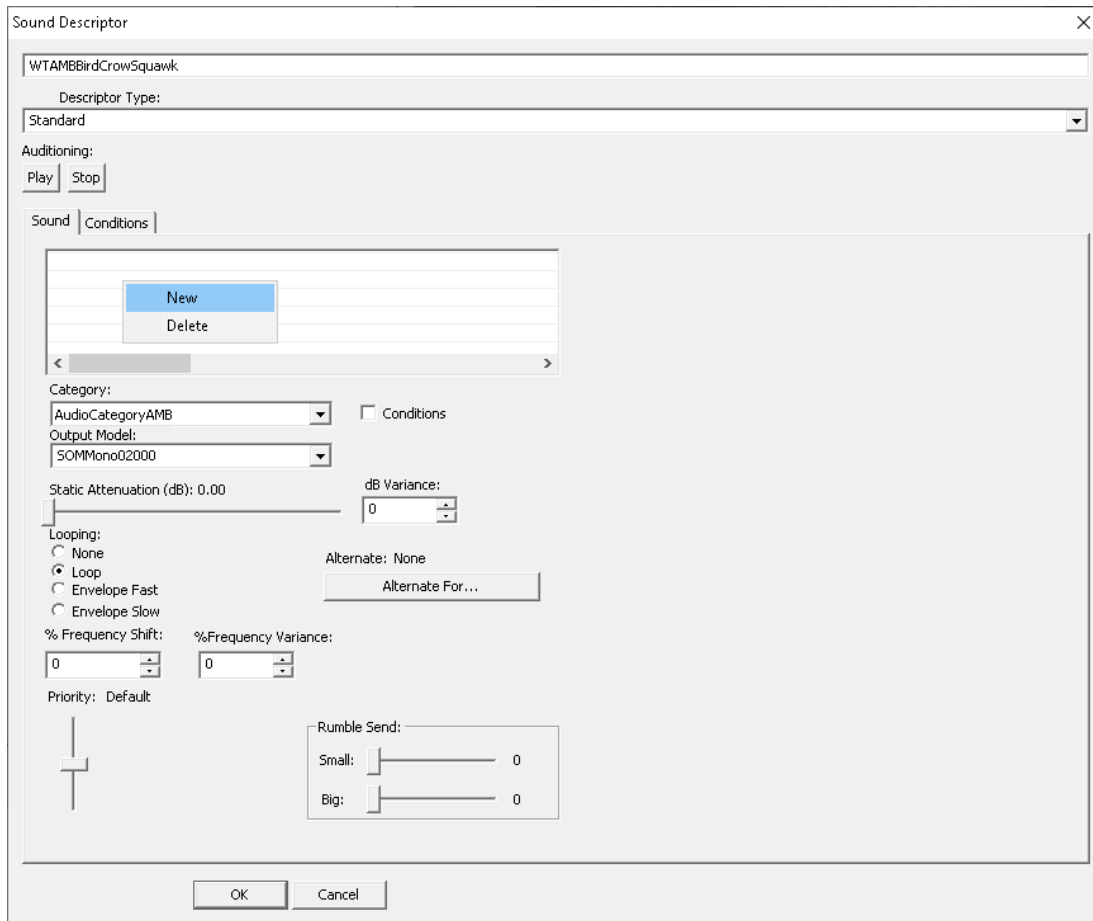 Sound Descriptor
WTAMBBirdCrowSquawk
Descriptor Type:
Standard
Auditioning:
Play Stop
Sound Conditions
New
Delete
Category:
AudioCategoryAMB Conditions
Output Model:
SOMMono02000
Static Attenuation (dB): 0.00 dB Variance:
0
Looping:
None
Loop
Envelope Fast
Envelope Slow
Alternate: None
Alternate For...
% Frequency Shift: %Frequency Variance:
0 0
Priority: Default
Rumble Send:
Small: 0
Big: 0
OK Cancel